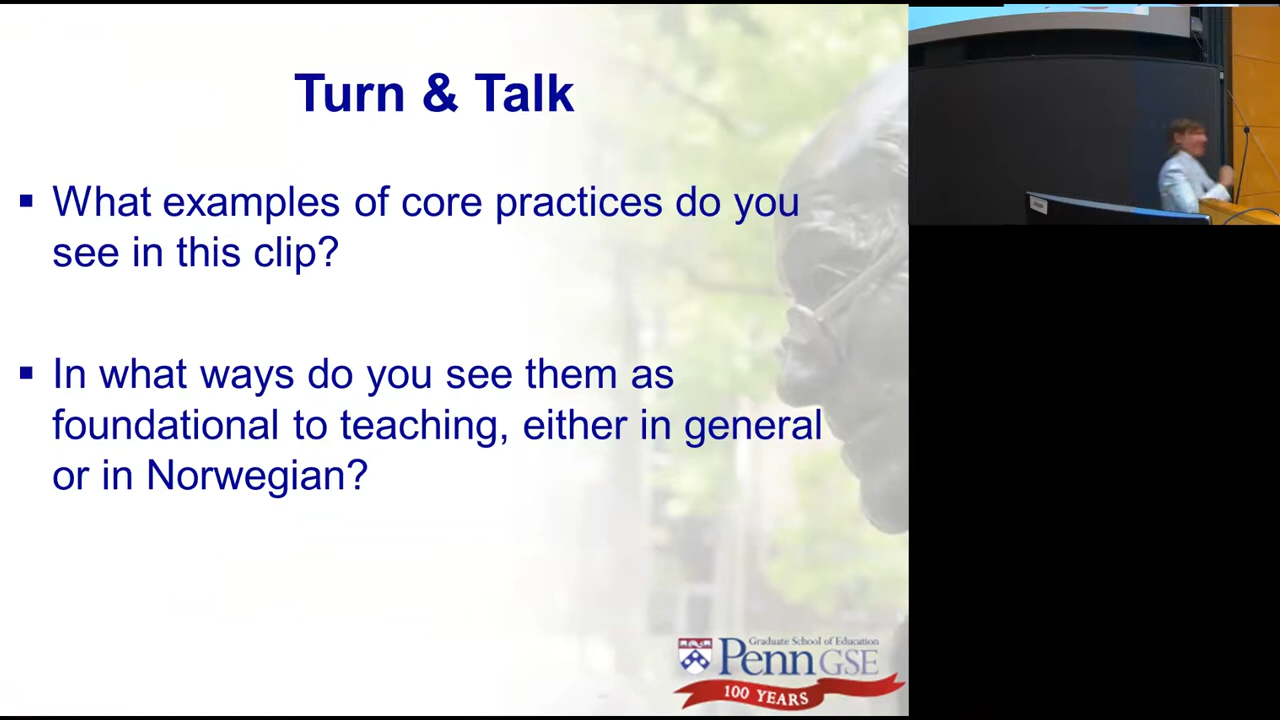 Turn & Talk
▪ What examples of core practices do you
see in this clip?
▪ In what ways do you see them as
foundational to teaching, either in general
or in Norwegian?
Graduate School of Education
Penn GSE
100 YEARS